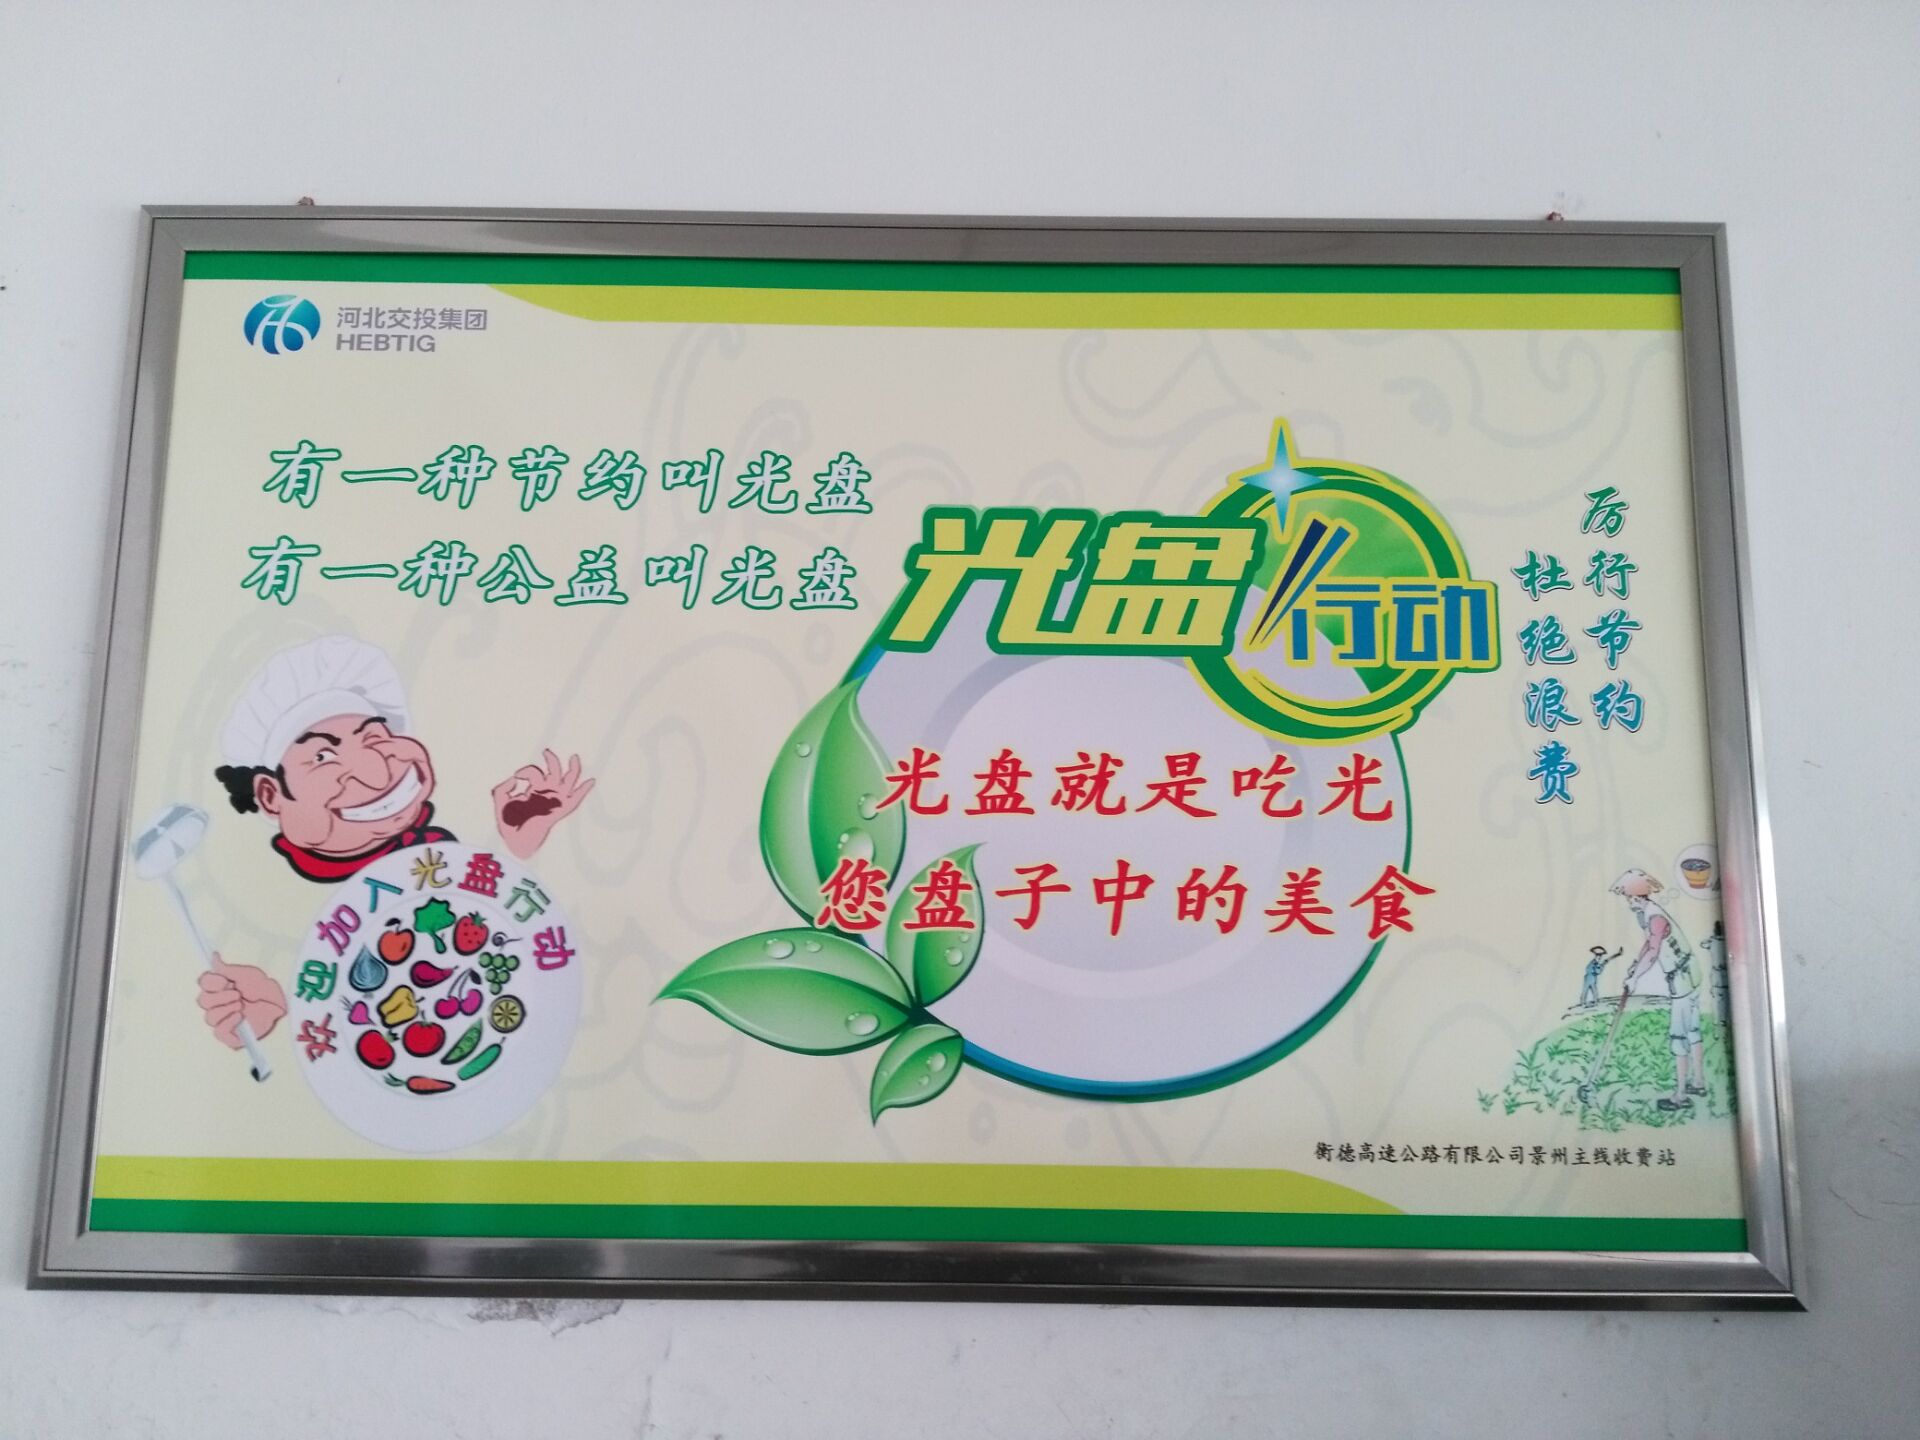 河北交投集团
HEBTIG
有一种节约叫光盘
有一种公益叫光盘
光盘行动
厉行节约
杜绝浪费
光盘就是吃光
您盘子中的美食
欢迎加入光盘行动
衡德高速公路有限公司景州主线收费站